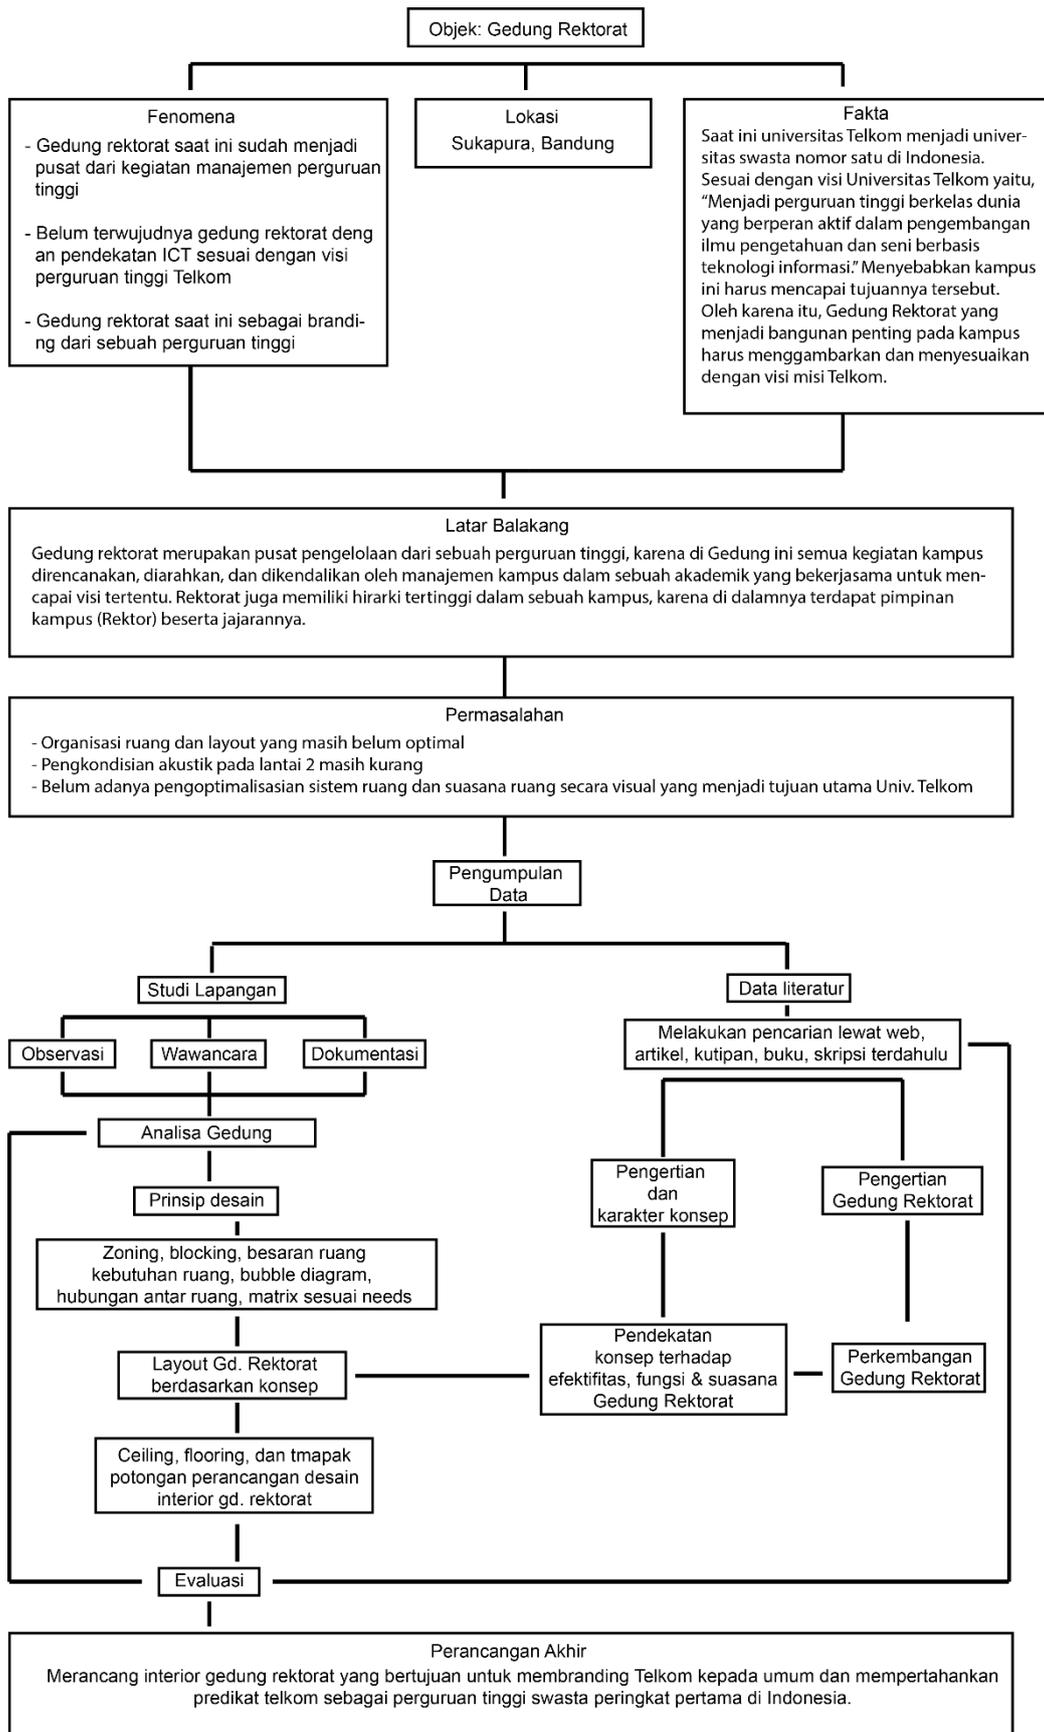 Objek: Gedung Rektorat
Fenomena
- Gedung rektorat saat ini sudah menjadi
pusat dari kegiatan manajemen perguruan
tinggi
- Belum terwujudnya gedung rektorat deng
an pendekatan ICT sesuai dengan visi
perguruan tinggi Telkom
- Gedung rektorat saat ini sebagai brandi-
ng dari sebuah perguruan tinggi
Lokasi
Sukapura, Bandung
Fakta
Saat ini universitas Telkom menjadi univer-
sitas swasta nomor satu di Indonesia.
Sesuai dengan visi Universitas Telkom yaitu,
“Menjadi perguruan tinggi berkelas dunia
yang berperan aktif dalam pengembangan
ilmu pengetahuan dan seni berbasis
teknologi informasi.” Menyebabkan kampus
ini harus mencapai tujuannya tersebut.
Oleh karena itu, Gedung Rektorat yang
menjadi bangunan penting pada kampus
harus menggambarkan dan menyesuaikan
dengan visi misi Telkom.
Latar Balakang
Gedung rektorat merupakan pusat pengelolaan dari sebuah perguruan tinggi, karena di Gedung ini semua kegiatan kampus
direncanakan, diarahkan, dan dikendalikan oleh manajemen kampus dalam sebuah akademik yang bekerjasama untuk men-
capai visi tertentu. Rektorat juga memiliki hirarki tertinggi dalam sebuah kampus, karena di dalamnya terdapat pimpinan
kampus (Rektor) beserta jajarannya.
Permasalahan
- Organisasi ruang dan layout yang masih belum optimal
- Pengkondisian akustik pada lantai 2 masih kurang
- Belum adanya pengoptimalisasian sistem ruang dan suasana ruang secara visual yang menjadi tujuan utama Univ. Telkom
Pengumpulan
Data
Studi Lapangan
Data literatur
Observasi
Wawancara
Dokumentasi
Melakukan pencarian lewat web,
artikel, kutipan, buku, skripsi terdahulu
Analisa Gedung
Prinsip desain
Pengertian
dan
karakter konsep
Pengertian
Gedung Rektorat
Zoning, blocking, besaran ruang
kebutuhan ruang, bubble diagram,
hubungan antar ruang, matrix sesuai needs
Layout Gd. Rektorat
berdasarkan konsep
Pendekatan
konsep terhadap
efektifitas, fungsi & suasana
Gedung Rektorat
Perkembangan
Gedung Rektorat
Ceiling, flooring, dan tmapak
potongan perancangan desain
interior gd. rektorat
Evaluasi
Perancangan Akhir
Merancang interior gedung rektorat yang bertujuan untuk membranding Telkom kepada umum dan mempertahankan
predikat telkom sebagai perguruan tinggi swasta peringkat pertama di Indonesia.